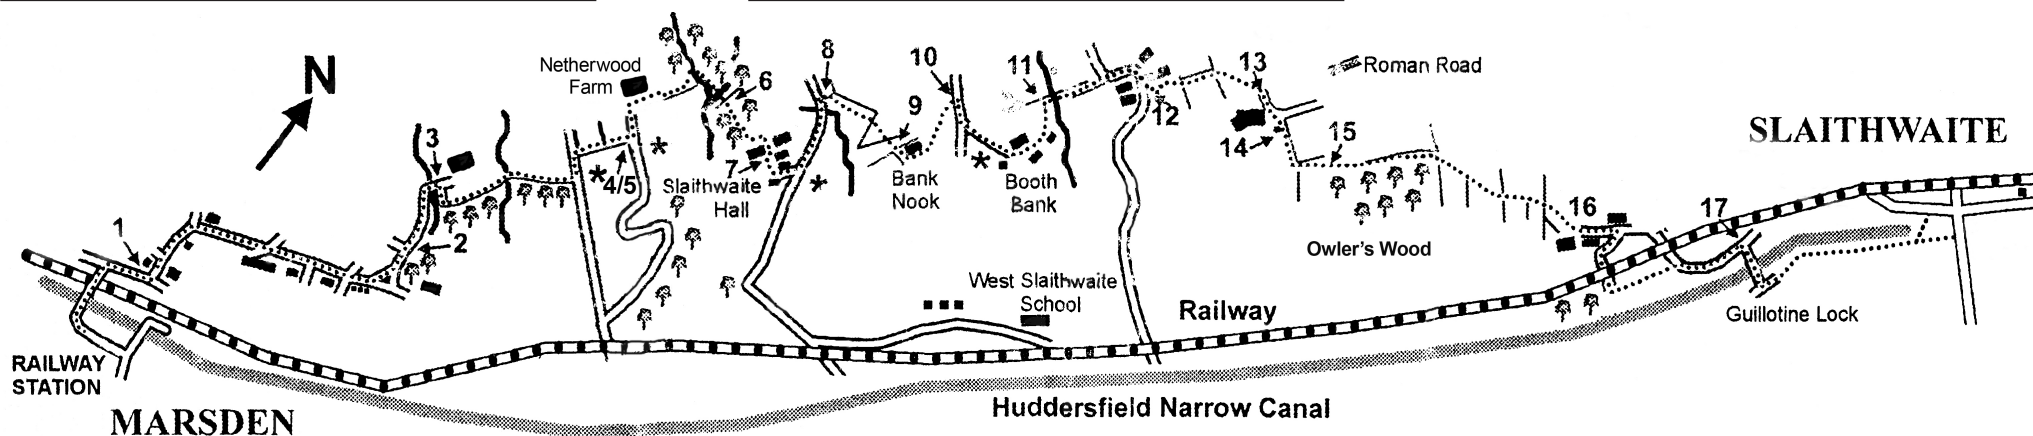 N
Netherwood
Farm
6
8
10
11
13
Roman Road
SLAITHWAITE
3
9
12
4/5
7
Slaithwaite
Hall
Bank
Nook
Booth
Bank
14
15
1
2
16
17
Owler's Wood
West Slaithwaite
School
Railway
Guillotine Lock
RAILWAY
STATION
MARSDEN
Huddersfield Narrow Canal